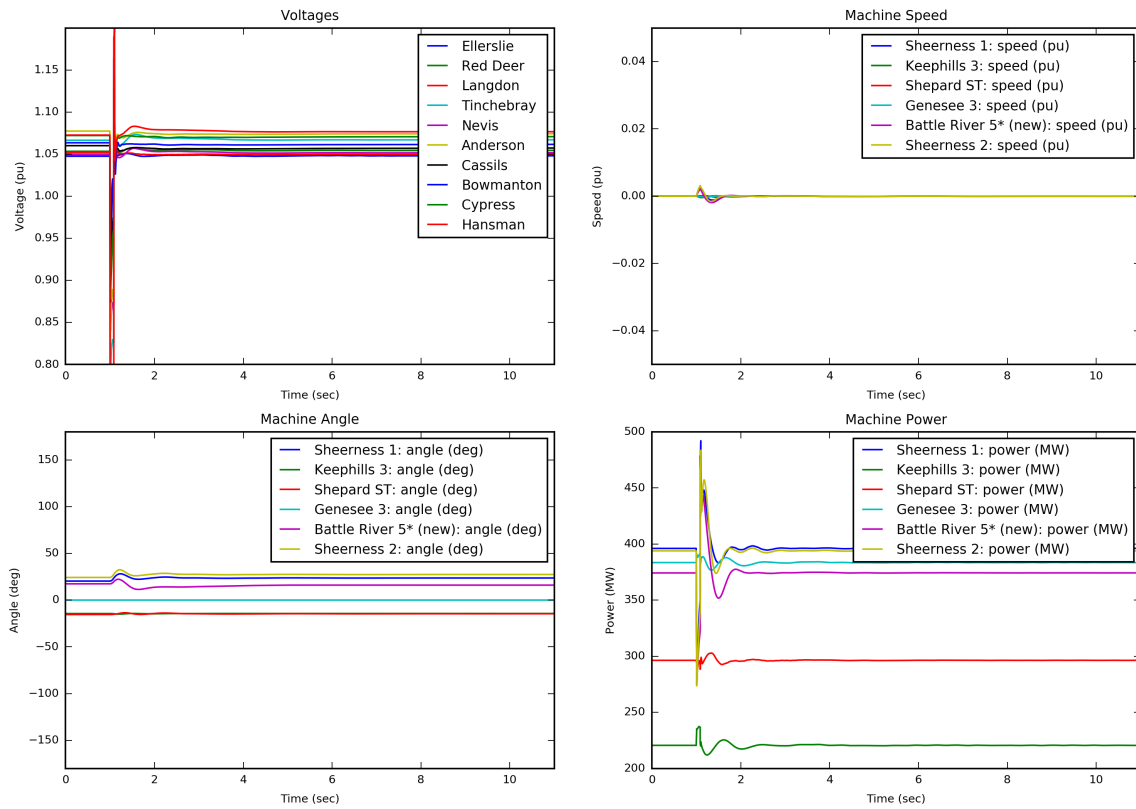 Voltages
1.15
1.10
1.05
1.00
0.95
0.90
0.85
0.80
Voltage (pu)
0 2 4 6 8 10
Time (sec)
Ellerslie
Red Deer
Langdon
Tinchebray
Nevis
Anderson
Cassils
Bowmanton
Cypress
Hansman
Machine Speed
0.04
0.02
0.00
−0.02
−0.04
Speed (pu)
0 2 4 6 8 10
Time (sec)
Sheerness 1: speed (pu)
Keephills 3: speed (pu)
Shepard ST: speed (pu)
Genesee 3: speed (pu)
Battle River 5* (new): speed (pu)
Sheerness 2: speed (pu)
Machine Angle
150
100
50
0
−50
−100
−150
Angle (deg)
0 2 4 6 8 10
Time (sec)
Sheerness 1: angle (deg)
Keephills 3: angle (deg)
Shepard ST: angle (deg)
Genesee 3: angle (deg)
Battle River 5* (new): angle (deg)
Sheerness 2: angle (deg)
Machine Power
500
450
400
350
300
250
200
Power (MW)
0 2 4 6 8 10
Time (sec)
Sheerness 1: power (MW)
Keephills 3: power (MW)
Shepard ST: power (MW)
Genesee 3: power (MW)
Battle River 5* (new): power (MW)
Sheerness 2: power (MW)